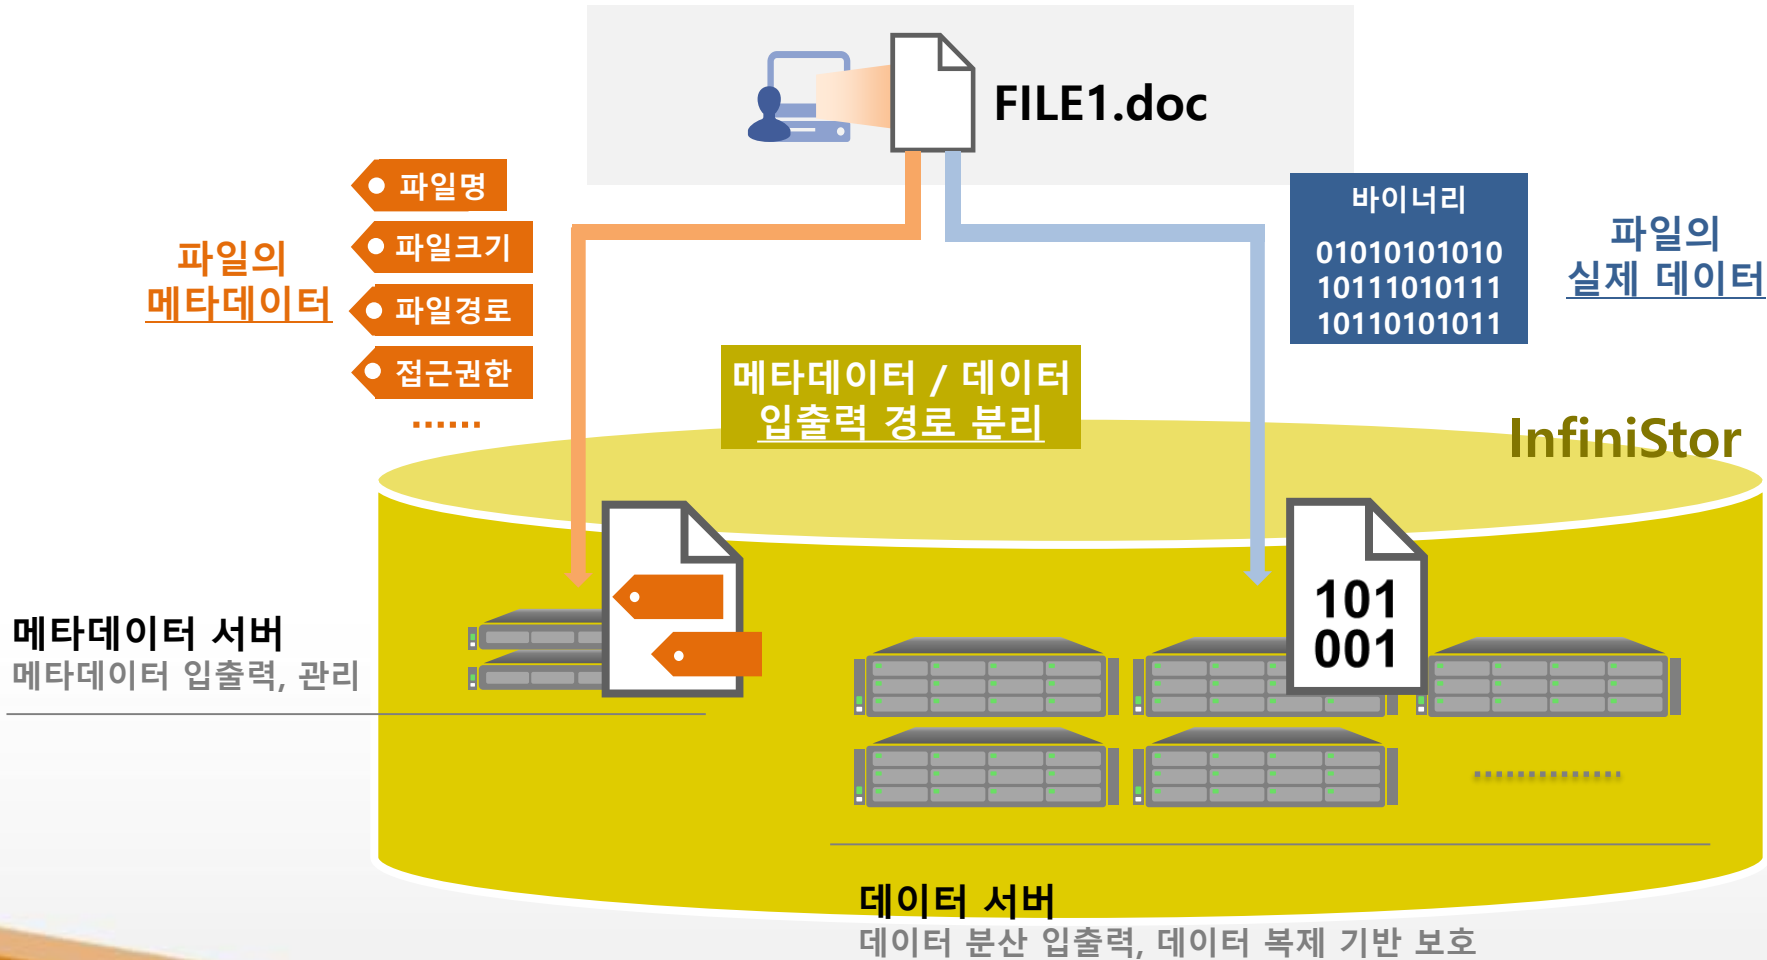 FILE1.doc
파일명
파일크기
파일경로
접근권한
......
파일의
메타데이터
바이너리
01010101010
10111010111
10110101011
파일의
실제 데이터
메타데이터 / 데이터
입출력 경로 분리
InfiniStor
101
001
메타데이터 서버
메타데이터 입출력, 관리
데이터 서버
데이터 분산 입출력, 데이터 복제 기반 보호